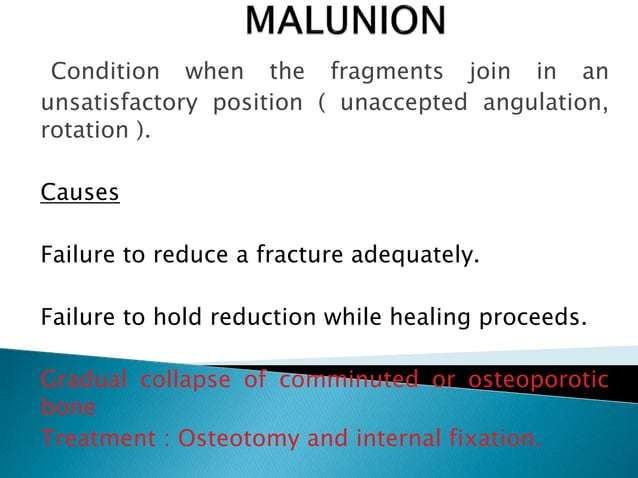 MALUNION
Condition when the fragments join in an
unsatisfactory position ( unaccepted angulation,
rotation ).
Causes
Failure to reduce a fracture adequately.
Failure to hold reduction while healing proceeds.
Gradual collapse of comminuted or osteoporotic
bone
Treatment : Osteotomy and internal fixation.